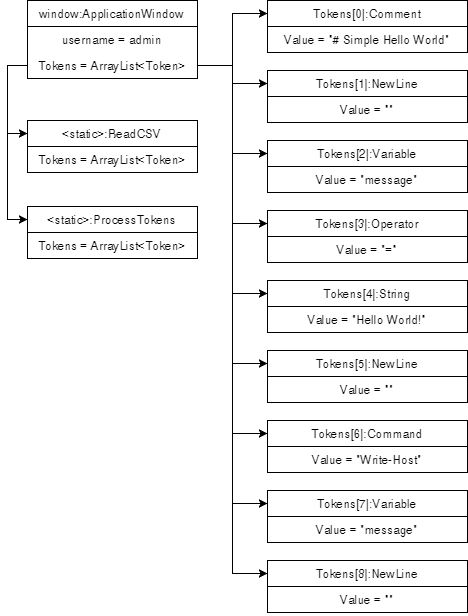 window:ApplicationWindow
username = admin
Tokens = ArrayList<Token>
<static>:ReadCSV
Tokens = ArrayList<Token>
<static>:ProcessTokens
Tokens = ArrayList<Token>
Tokens[0]:Comment
Value = "# Simple Hello World"
Tokens[1]:NewLine
Value = ""
Tokens[2]:Variable
Value = "message"
Tokens[3]:Operator
Value = "="
Tokens[4]:String
Value = "Hello World!"
Tokens[5]:NewLine
Value = ""
Tokens[6]:Command
Value = "Write-Host"
Tokens[7]:Variable
Value = "message"
Tokens[8]:NewLine
Value = ""